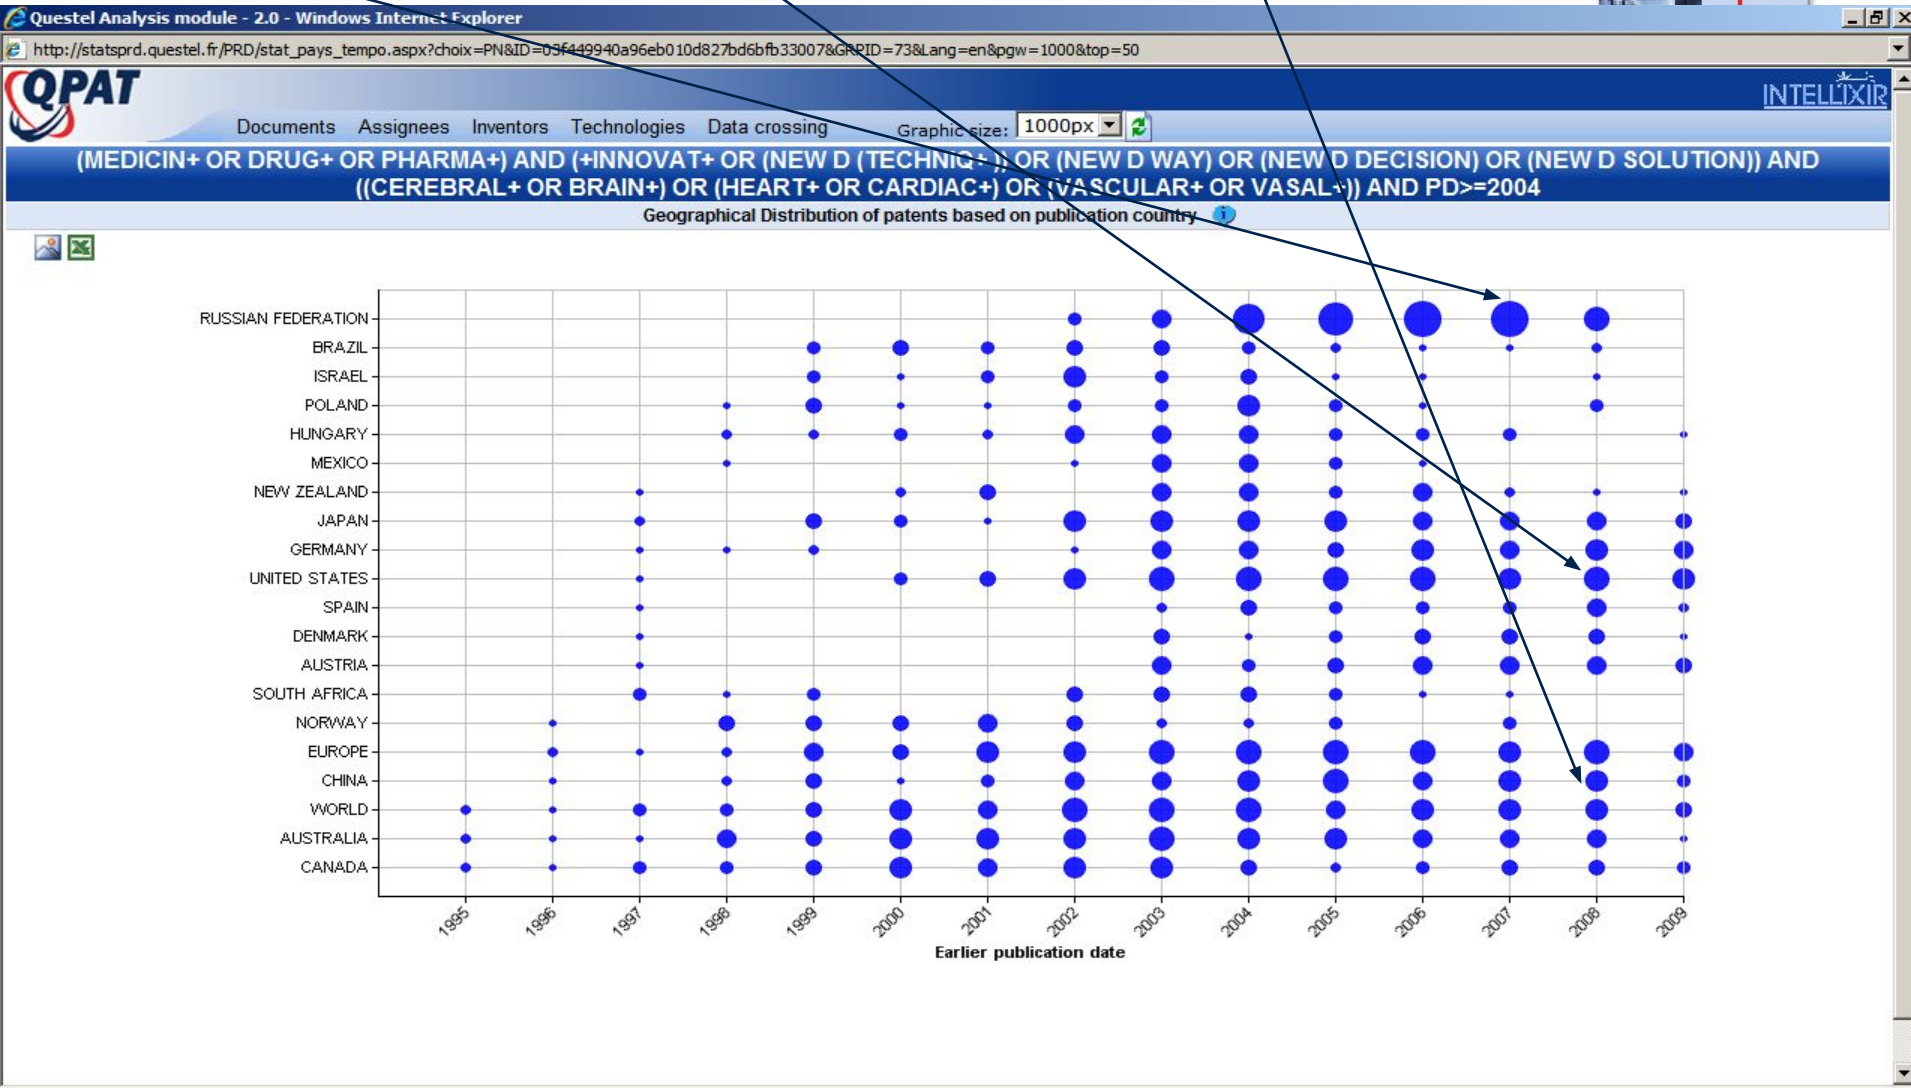 Questel Analysis module - 2.0 - Windows Internet Explorer
http://statsprd.questel.fr/PRD/stat_pays_tempo.aspx?choix=PN&ID=03f449940a96eb010d827bd6bfb33007&GRPID=73&Lang=en&pgw=1000&top=50
QPAT
INTELLIXIR
Documents Assignees Inventors Technologies Data crossing Graphic size: 1000px
(MEDICIN+ OR DRUG+ OR PHARMA+) AND (+INNOVAT+ OR (NEW D (TECHNIQ+ )) OR (NEW D WAY) OR (NEW D DECISION) OR (NEW D SOLUTION)) AND
((CEREBRAL+ OR BRAIN+) OR (HEART+ OR CARDIAC+) OR (VASCULAR+ OR VASAL+)) AND PD>=2004
Geographical Distribution of patents based on publication country
RUSSIAN FEDERATION
BRAZIL
ISRAEL
POLAND
HUNGARY
MEXICO
NEW ZEALAND
JAPAN
GERMANY
UNITED STATES
SPAIN
DENMARK
AUSTRIA
SOUTH AFRICA
NORWAY
EUROPE
CHINA
WORLD
AUSTRALIA
CANADA
1995 1996 1997 1998 1999 2000 2001 2002 2003 2004 2005 2006 2007 2008 2009
Earlier publication date